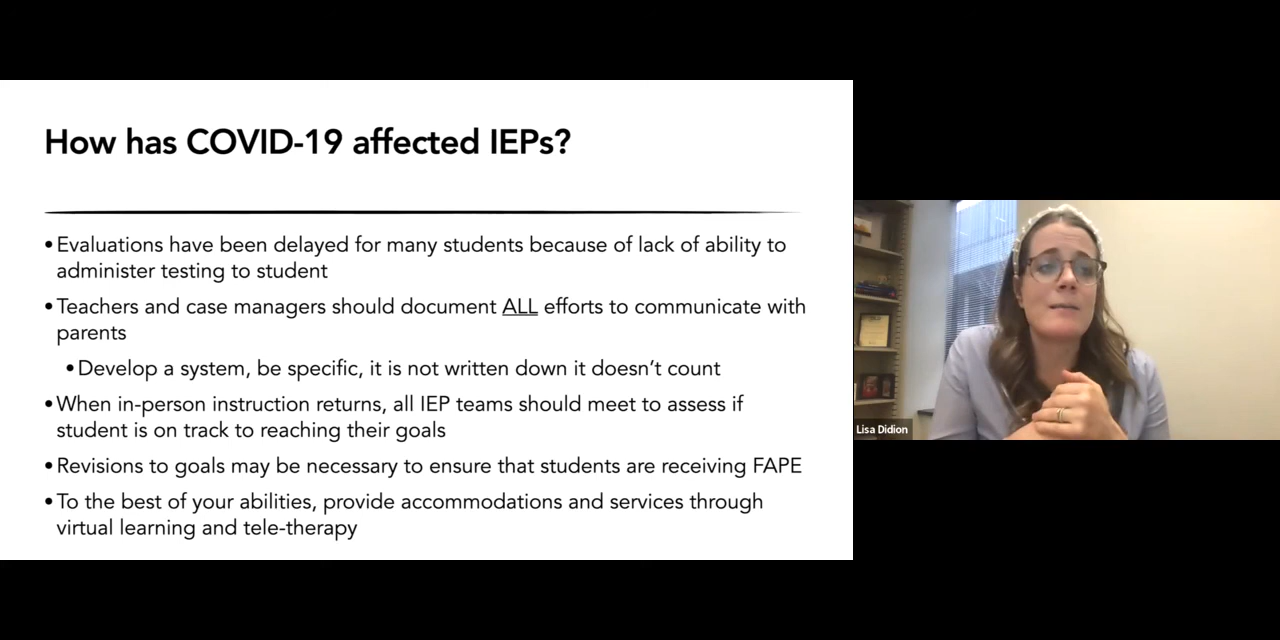 How has COVID-19 affected IEPs?
•Evaluations have been delayed for many students because of lack of ability to
administer testing to student
•Teachers and case managers should document ALL efforts to communicate with
parents
•Develop a system, be specific, it is not written down it doesn’t count
•When in-person instruction returns, all IEP teams should meet to assess if
student is on track to reaching their goals
•Revisions to goals may be necessary to ensure that students are receiving FAPE
•To the best of your abilities, provide accommodations and services through
virtual learning and tele-therapy
Lisa Didion